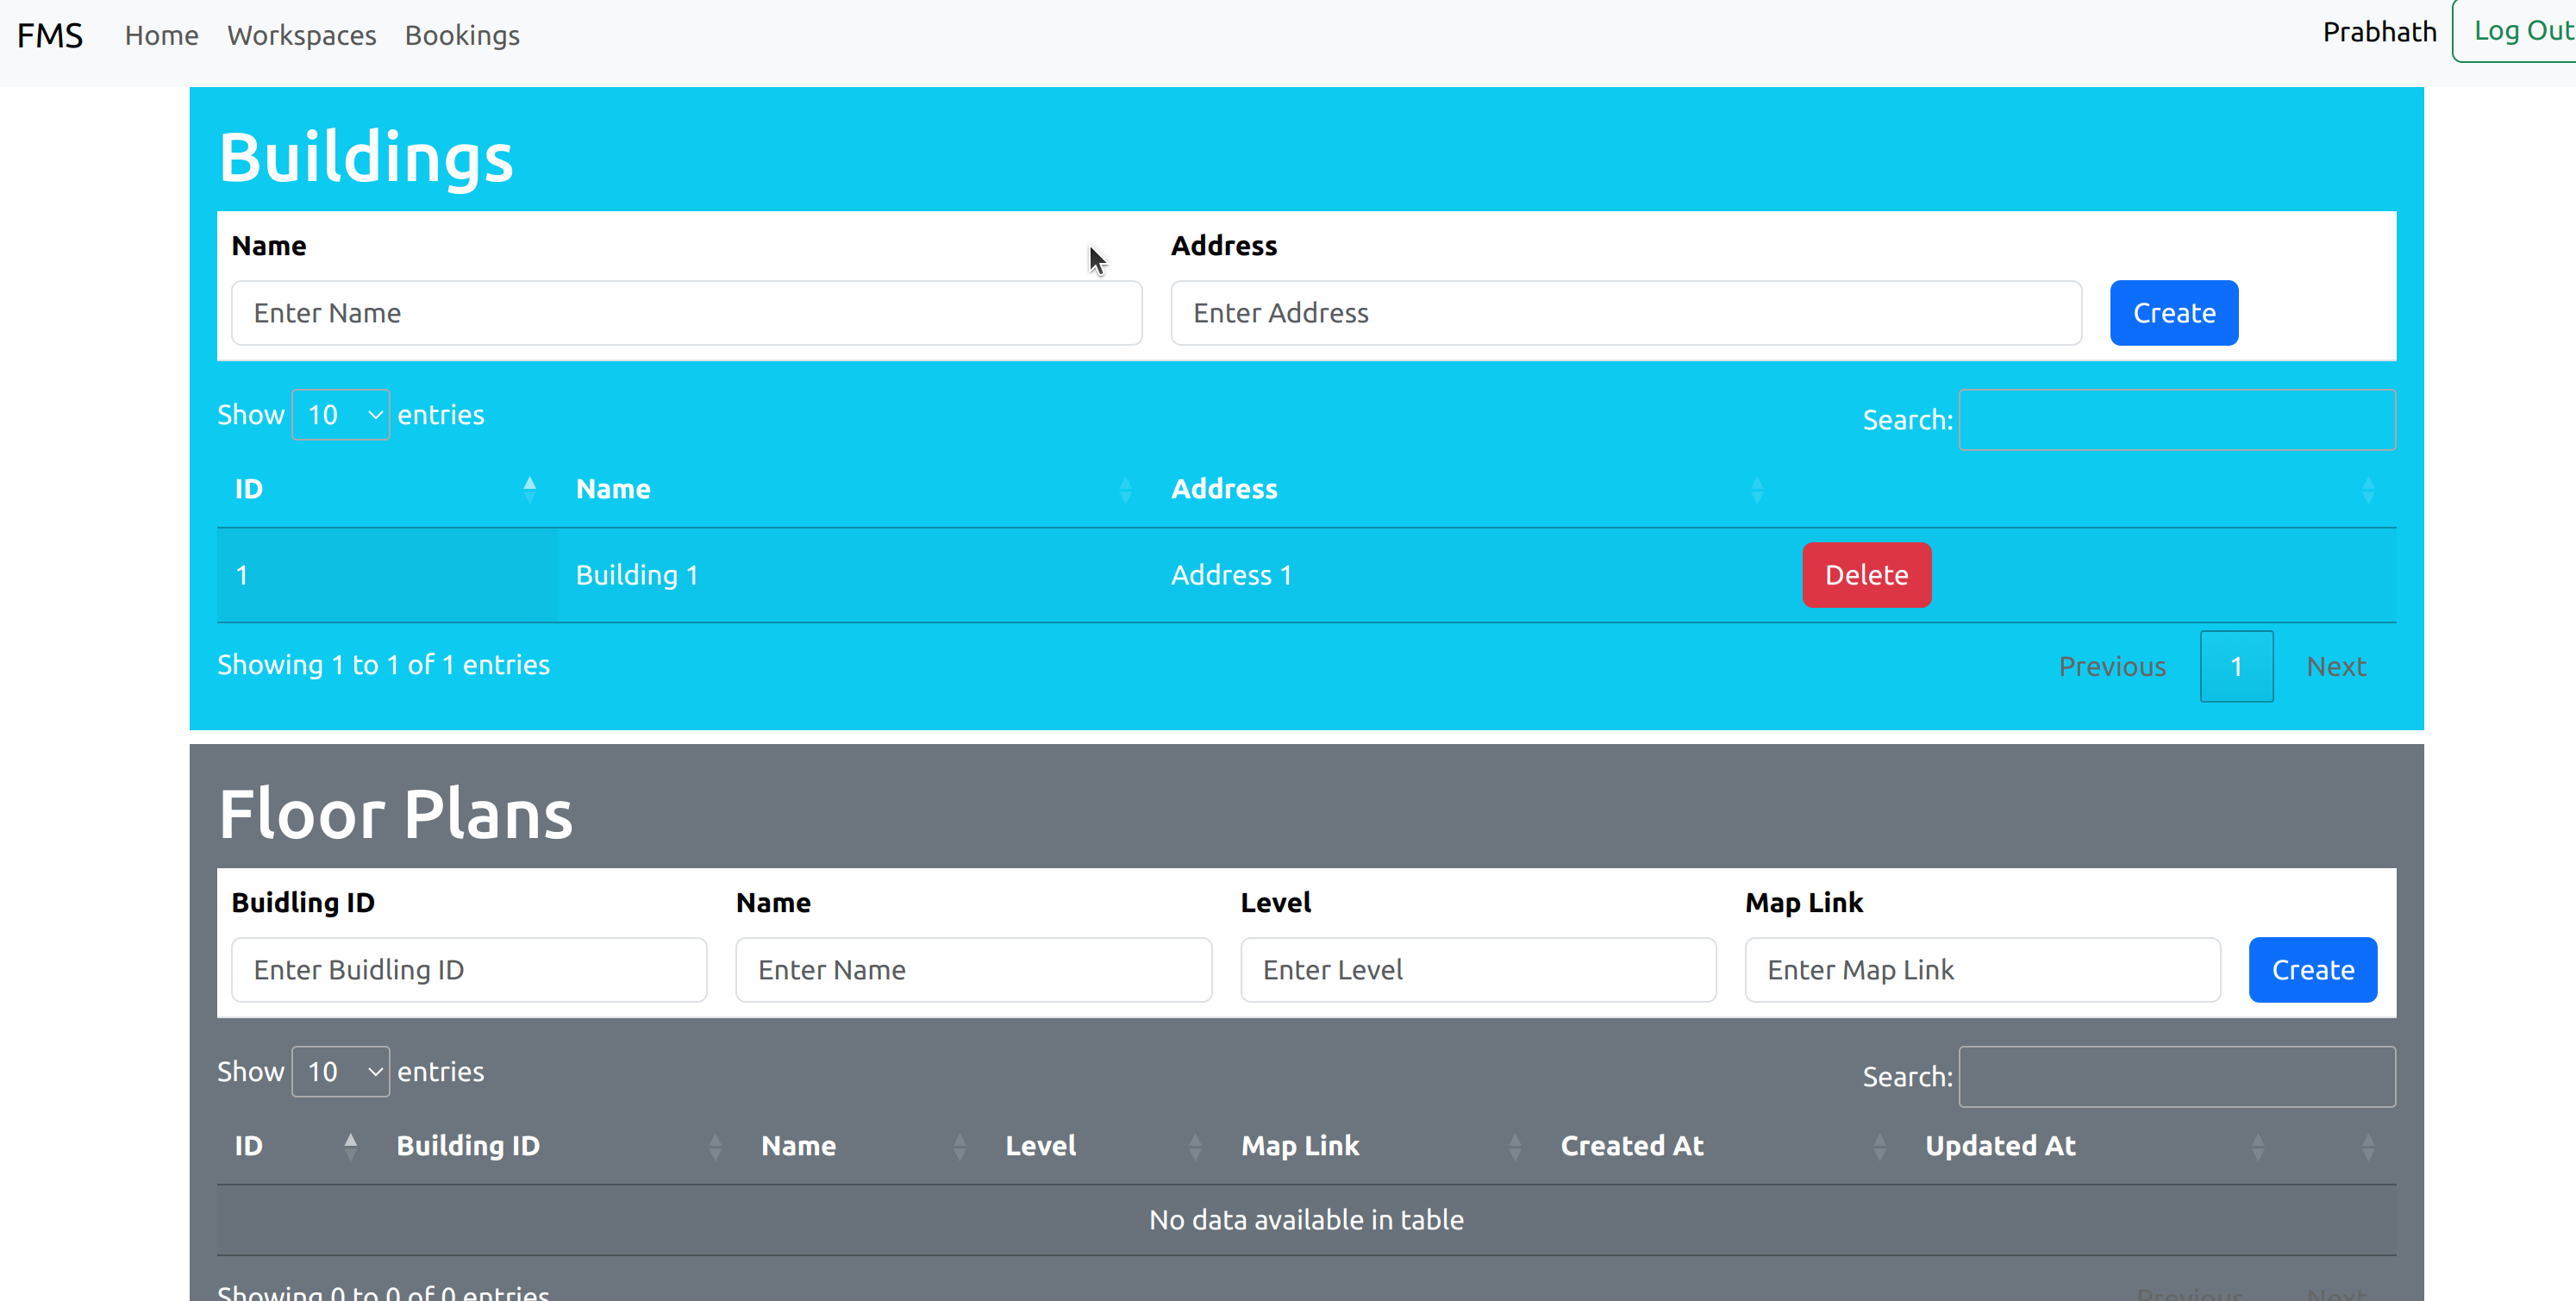 FMS Home Workspaces Bookings Prabhath Log Out
Buildings
Name Address
Enter Name Enter Address Create
Show 10 entries Search:
ID Name Address
1 Building 1 Address 1 Delete
Showing 1 to 1 of 1 entries Previous 1 Next
Floor Plans
Buidling ID Name Level Map Link
Enter Buidling ID Enter Name Enter Level Enter Map Link Create
Show 10 entries Search:
ID Building ID Name Level Map Link Created At Updated At
No data available in table
Showing 0 to 0 of 0 entries Previous Next